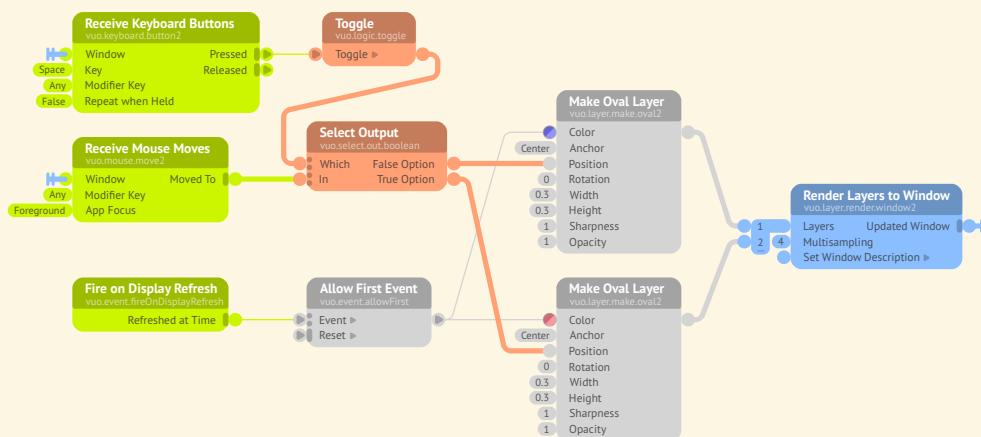 Receive Keyboard Buttons
vuo.keyboard.button2
Window Pressed
Space Key Released
Any Modifier Key
False Repeat when Held
Toggle
vuo.logic.toggle
Toggle
Select Output
vuo.select.out.boolean
Which False Option
In True Option
Receive Mouse Moves
vuo.mouse.move2
Window Moved To
Any Modifier Key
Foreground App Focus
Fire on Display Refresh
vuo.event.fireOnDisplayRefresh
Refreshed at Time
Allow First Event
vuo.event.allowFirst
Event
Reset
Make Oval Layer
vuo.layer.make.oval2
Color
Center Anchor
Position
0 Rotation
0.3 Width
0.3 Height
1 Sharpness
1 Opacity
Make Oval Layer
vuo.layer.make.oval2
Color
Center Anchor
Position
0 Rotation
0.3 Width
0.3 Height
1 Sharpness
1 Opacity
Render Layers to Window
vuo.layer.render.window2
1 Layers Updated Window
2 4 Multisampling
Set Window Description